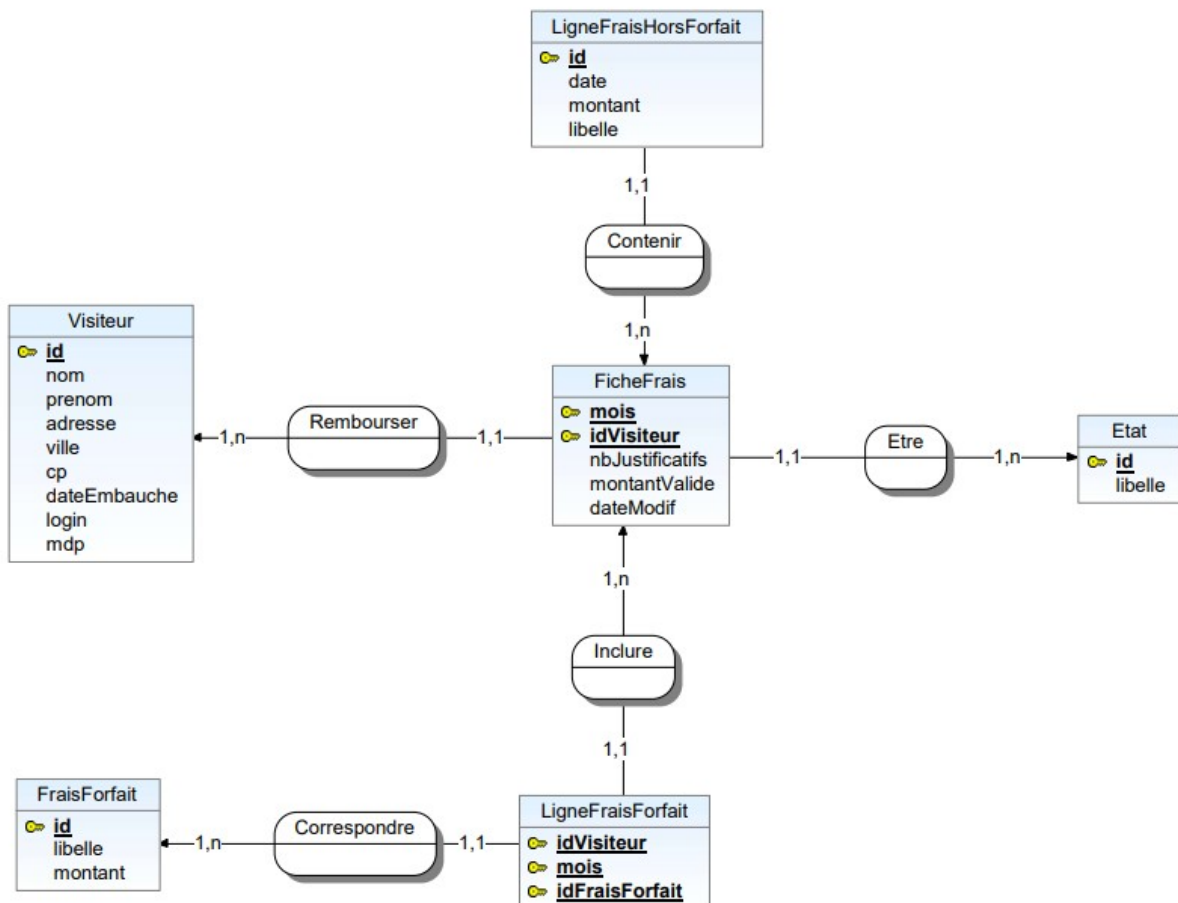 LigneFraisHorsForfait
id
date
montant
libelle
1,1
Contenir
1,n
Visiteur
id
nom
prenom
adresse
ville
cp
dateEmbauche
login
mdp
1,n
Rembourser
1,1
FicheFrais
mois
idVisiteur
nbJustificatifs
montantValide
dateModif
1,1
Etre
1,n
Etat
id
libelle
1,n
Inclure
1,1
FraisForfait
id
libelle
montant
1,n
Correspondre
1,1
LigneFraisForfait
idVisiteur
mois
idFraisForfait